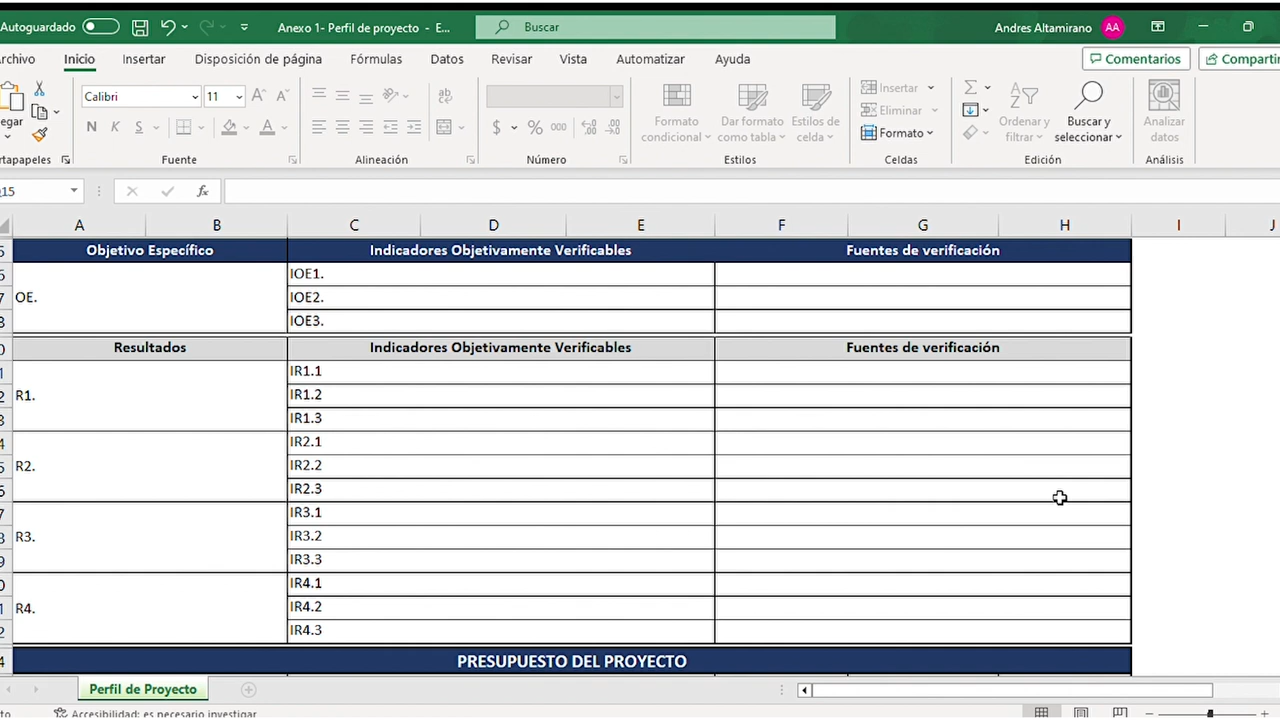 Autoguardado Anexo 1- Perfil de proyecto - E... Buscar Andres Altamirano AA
Inicio Insertar Disposición de página Fórmulas Datos Revisar Vista Automatizar Ayuda Comentarios
Calibri 11
N K S $ % 000
Formato condicional
Dar formato como tabla
Estilos de celda
Insertar
Eliminar
Formato
Ordenar y filtrar
Buscar y seleccionar
Analizar datos
Fuente Alineación Número Estilos Celdas Edición Análisis
fx
A B C D E F G H I J
Objetivo Específico Indicadores Objetivamente Verificables Fuentes de verificación
IOE1.
OE. IOE2.
IOE3.
Resultados Indicadores Objetivamente Verificables Fuentes de verificación
IR1.1
R1. IR1.2
IR1.3
IR2.1
R2. IR2.2
IR2.3
IR3.1
R3. IR3.2
IR3.3
IR4.1
R4. IR4.2
IR4.3
PRESUPUESTO DEL PROYECTO
Perfil de Proyecto
Accesibilidad: es necesario investigar